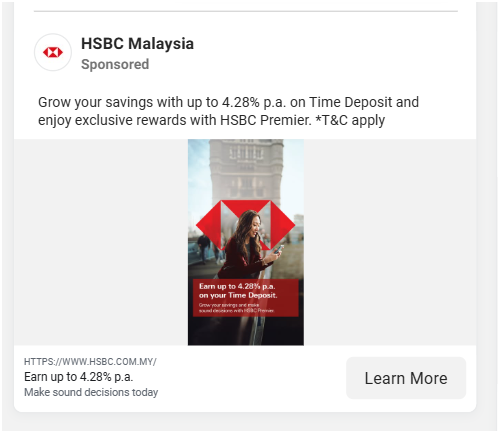 HSBC Malaysia
Sponsored
Grow your savings with up to 4.28% p.a. on Time Deposit and
enjoy exclusive rewards with HSBC Premier. *T&C apply
Earn up to 4.28% p.a.
on your Time Deposit.
Grow your savings and make
sound decisions with HSBC Premier.
HTTPS://WWW.HSBC.COM.MY/
Earn up to 4.28% p.a.
Make sound decisions today
Learn More